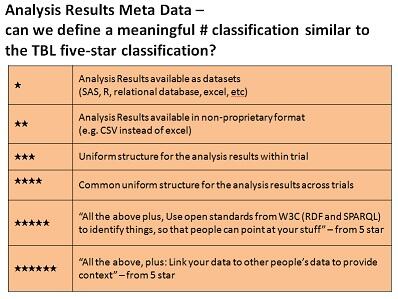 Analysis Results Meta Data –
can we define a meaningful # classification similar to
the TBL five-star classification?
★
Analysis Results available as datasets
(SAS, R, relational database, excel, etc)
★★
Analysis Results available in non-proprietary format
(e.g. CSV instead of excel)
★★★
Uniform structure for the analysis results within trial
★★★★
Common uniform structure for the analysis results across trials
★★★★★
“All the above plus, Use open standards from W3C (RDF and SPARQL)
to identify things, so that people can point at your stuff” – from 5 star
★★★★★★
“All the above, plus: Link your data to other people’s data to provide
context” – from 5 star